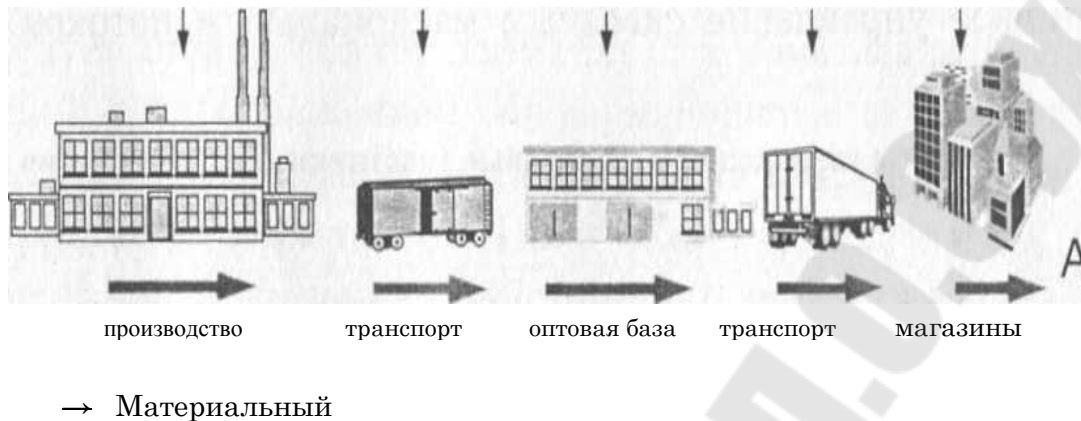 А
производство транспорт оптовая база транспорт магазины
→ Материальный